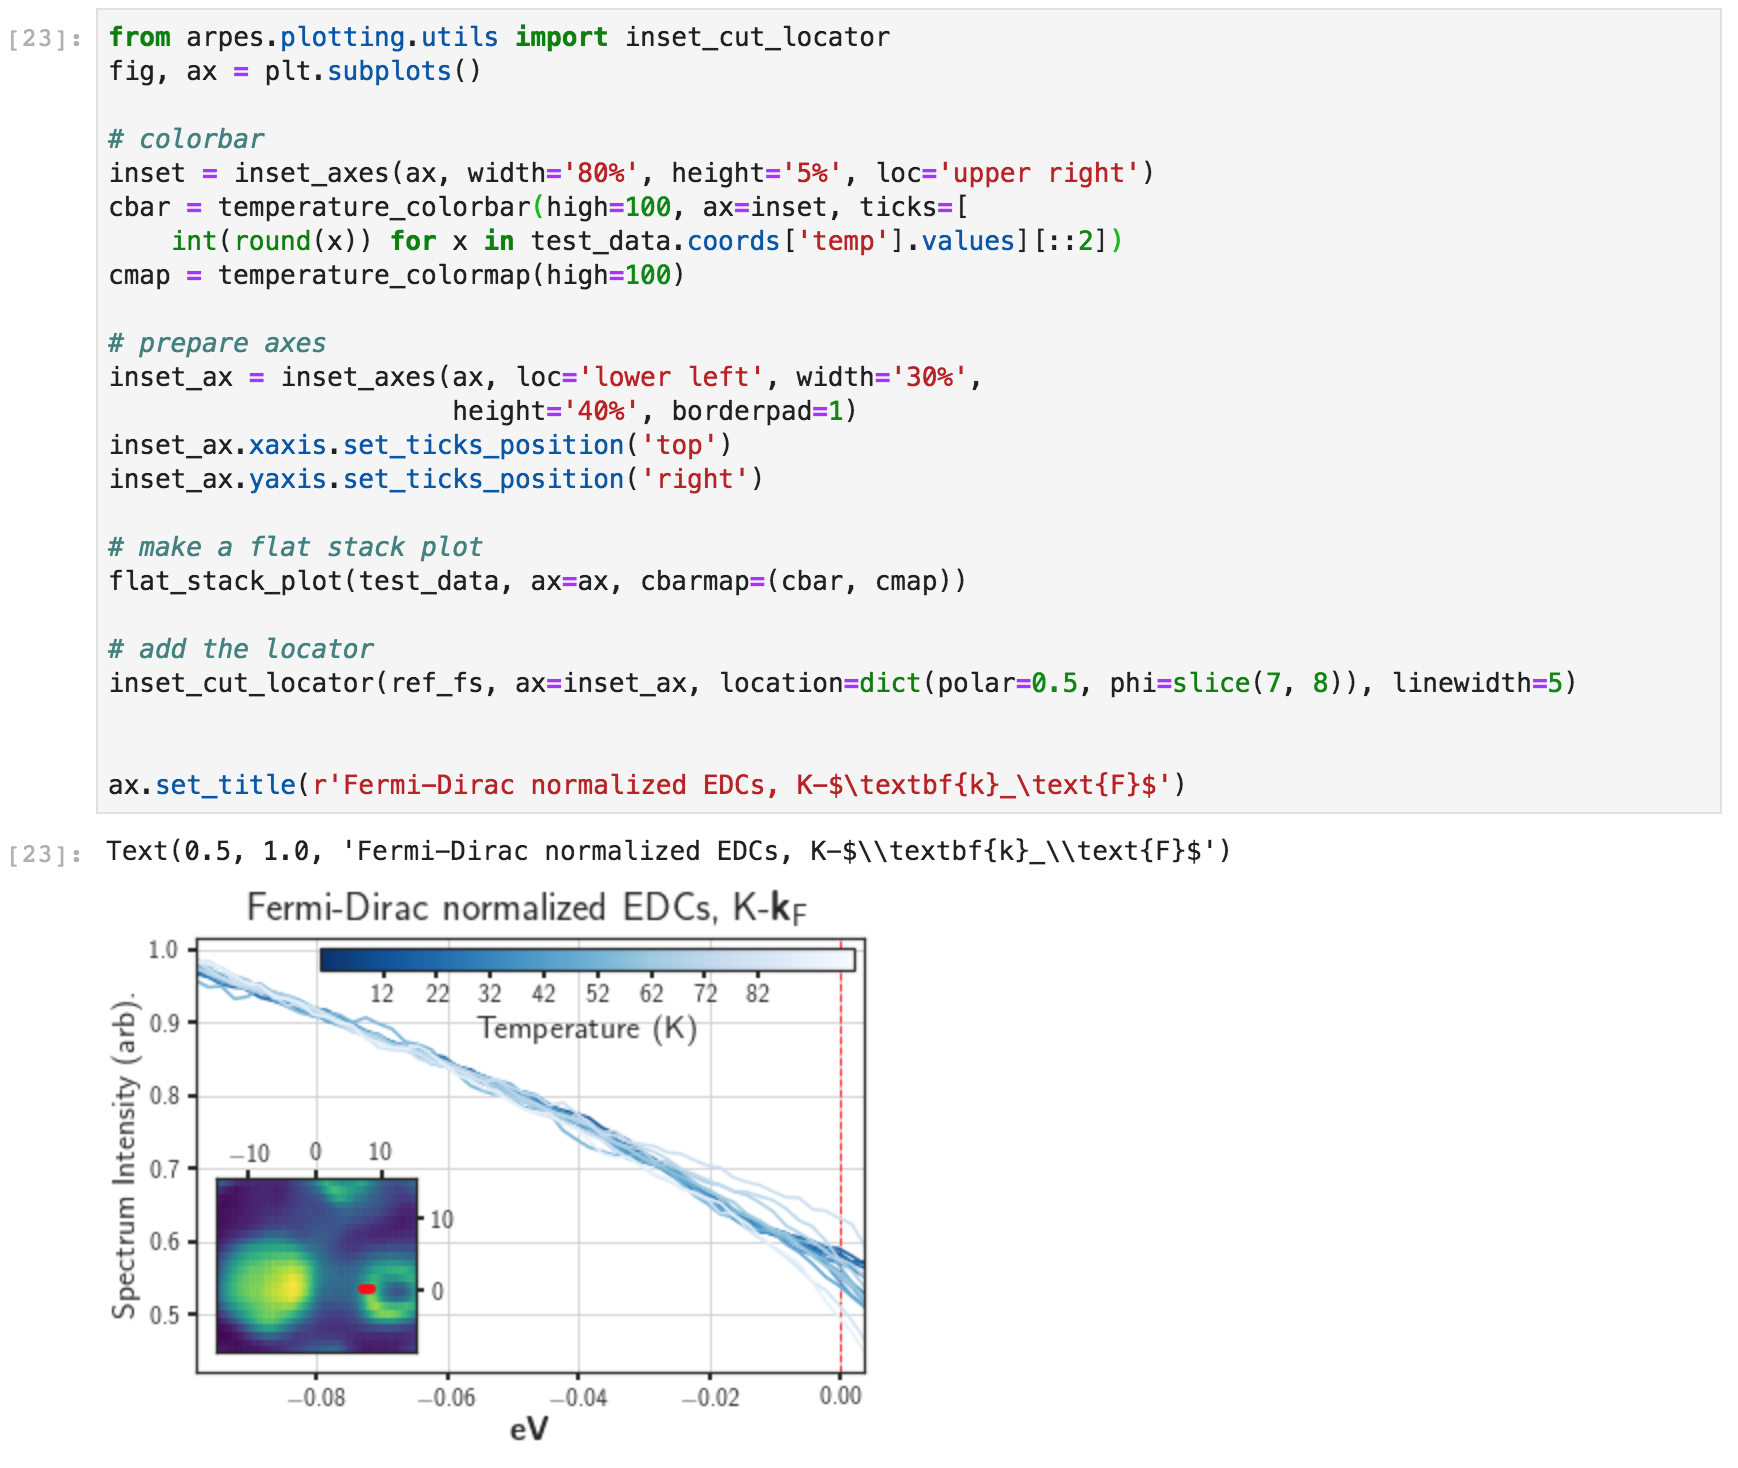 [23]: from arpes.plotting.utils import inset_cut_locator
fig, ax = plt.subplots()
# colorbar
inset = inset_axes(ax, width='80%', height='5%', loc='upper right')
cbar = temperature_colorbar(high=100, ax=inset, ticks=[
int(round(x)) for x in test_data.coords['temp'].values][::2])
cmap = temperature_colormap(high=100)
# prepare axes
inset_ax = inset_axes(ax, loc='lower left', width='30%',
height='40%', borderpad=1)
inset_ax.xaxis.set_ticks_position('top')
inset_ax.yaxis.set_ticks_position('right')
# make a flat stack plot
flat_stack_plot(test_data, ax=ax, cbarmap=(cbar, cmap))
# add the locator
inset_cut_locator(ref_fs, ax=inset_ax, location=dict(polar=0.5, phi=slice(7, 8)), linewidth=5)
ax.set_title(r'Fermi-Dirac normalized EDCs, K-$\textbf{k}_\text{F}$')
[23]: Text(0.5, 1.0, 'Fermi-Dirac normalized EDCs, K-$\\textbf{k}_\\text{F}$')
Fermi-Dirac normalized EDCs, K-kF
1.0
12 22 32 42 52 62 72 82
Temperature (K)
0.9
0.8
0.7
0.6
0.5
Spectrum Intensity (arb).
−10 0 10
10
0
−0.08 −0.06 −0.04 −0.02 0.00
eV